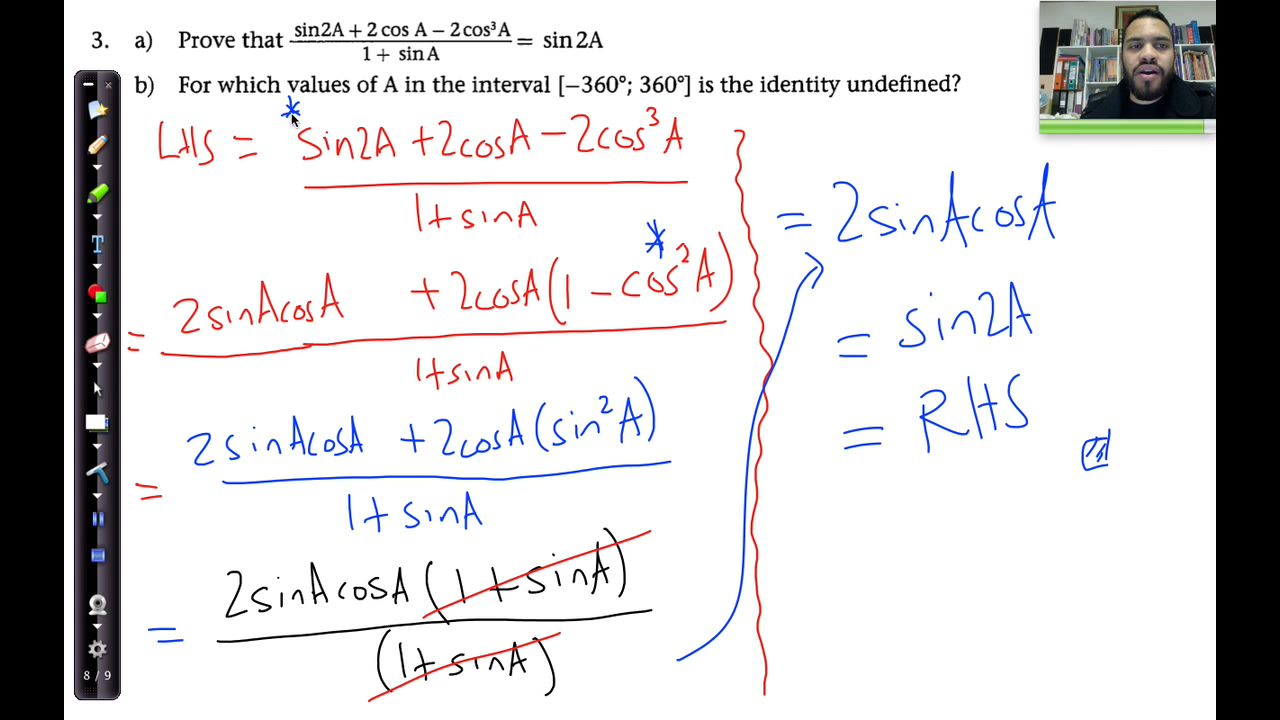 3. a) Prove that (sin2A + 2 cos A − 2cos³A)/(1 + sinA) = sin 2A
b) For which values of A in the interval [−360°; 360°] is the identity undefined?
*
LHS = (sin2A + 2cosA − 2cos³A)/(1 + sinA)
*
= (2sinAcosA + 2cosA(1 − cos²A))/(1 + sinA)
= (2sinAcosA + 2cosA(sin²A))/(1 + sinA)
= (2sinAcosA(1 + sinA))/((1 + sinA))
= 2sinAcosA
= sin2A
= RHS
T
8 / 9